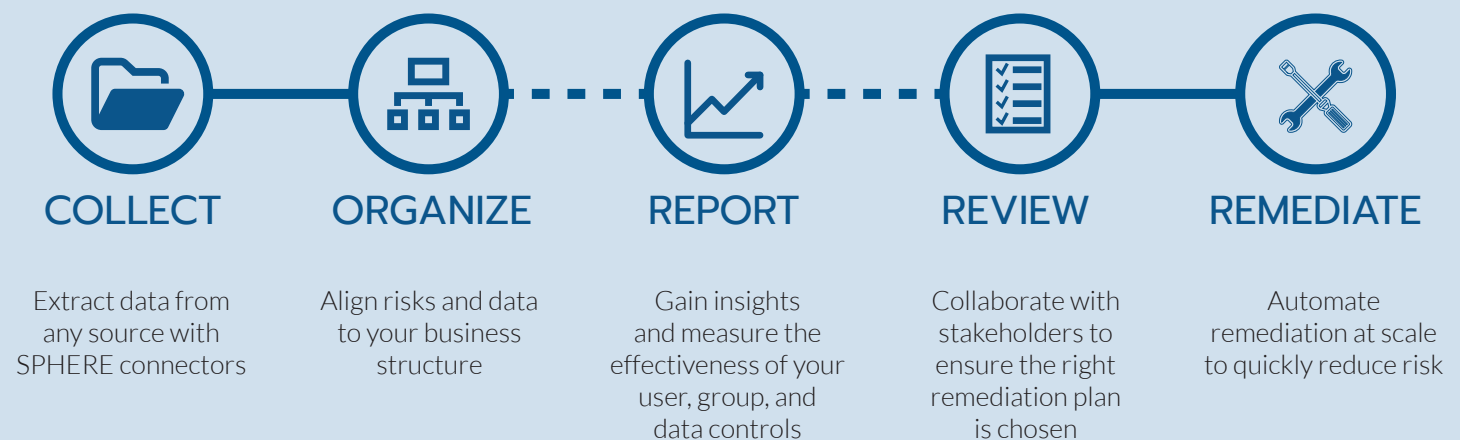 COLLECT
Extract data from
any source with
SPHERE connectors
ORGANIZE
Align risks and data
to your business
structure
REPORT
Gain insights
and measure the
effectiveness of your
user, group, and
data controls
REVIEW
Collaborate with
stakeholders to
ensure the right
remediation plan
is chosen
REMEDIATE
Automate
remediation at scale
to quickly reduce risk